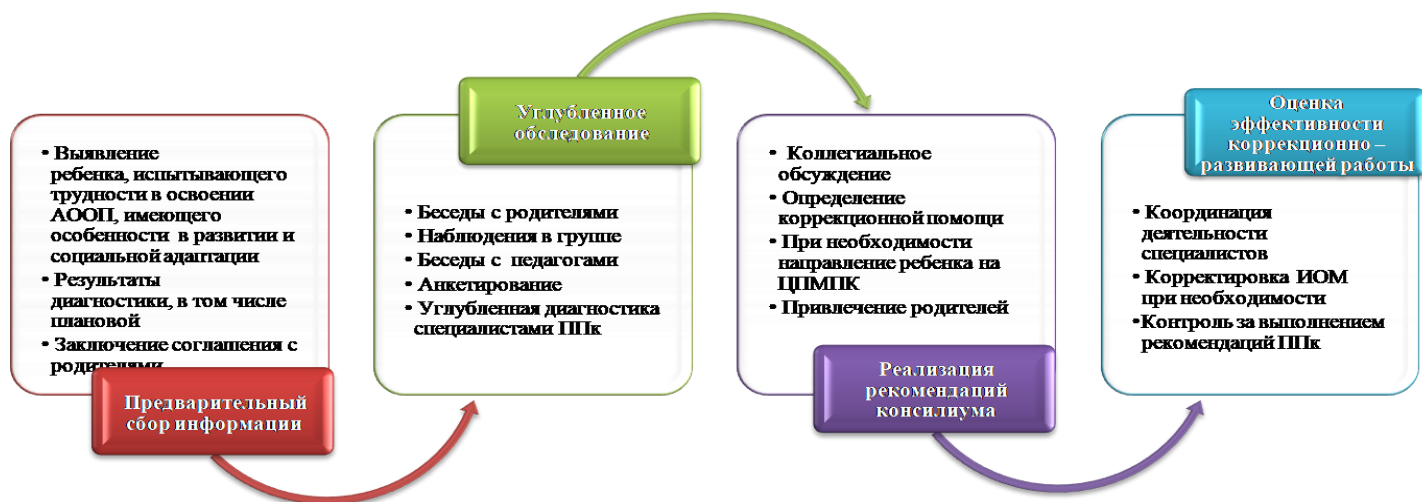 • Выявление
ребенка, испытывающего
трудности в освоении
АООП, имеющего
особенности в развитии и
социальной адаптации
• Результаты
диагностики, в том числе
плановой
• Заключение соглашения с
родителями
Предварительный
сбор информации
Углубленное
обследование
• Беседы с родителями
• Наблюдения в группе
• Беседы с педагогами
• Анкетирование
• Углубленная диагностика
специалистами ППк
• Коллегиальное
обсуждение
• Определение
коррекционной помощи
• При необходимости
направление ребенка на
ЦПМПК
• Привлечение родителей
Реализация
рекомендаций
консилиума
Оценка
эффективности
коррекционно –
развивающей работы
• Координация
деятельности
специалистов
• Корректировка ИОМ
при необходимости
• Контроль за выполнением
рекомендаций ППк